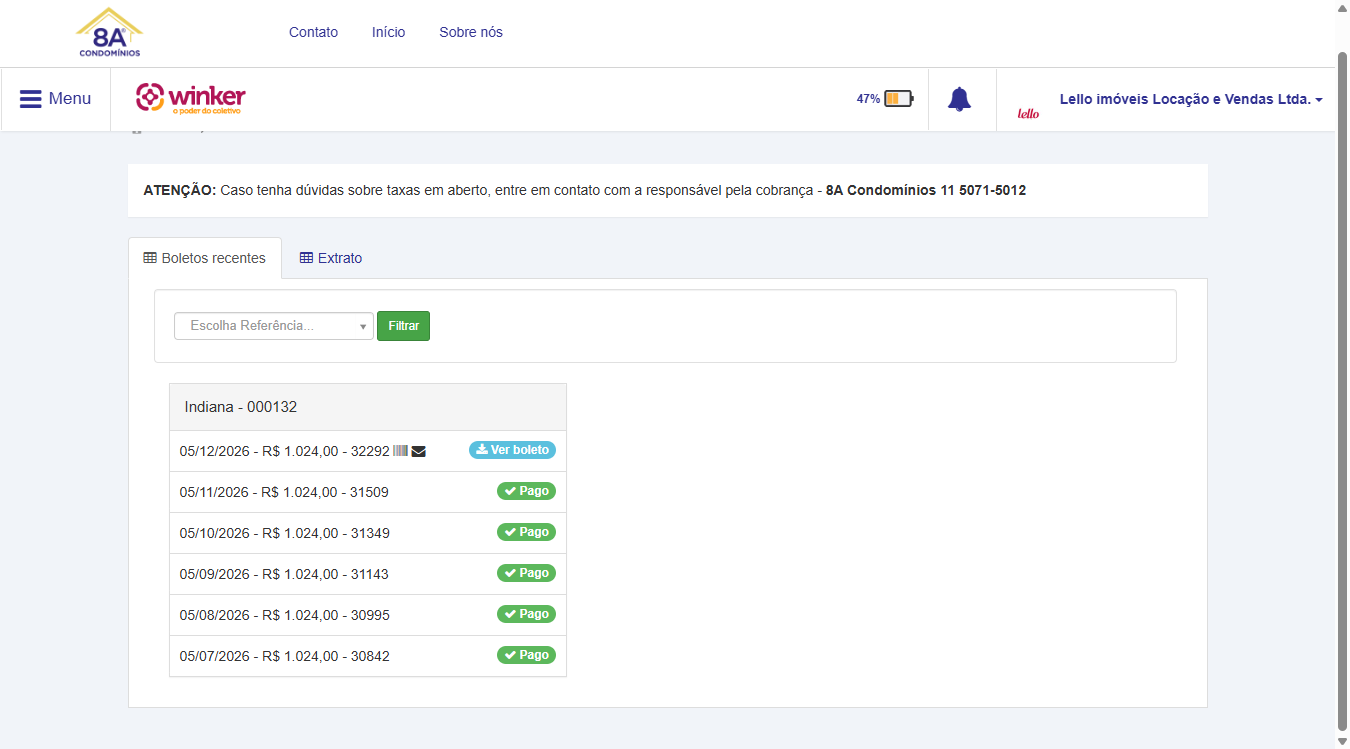 8A
CONDOMÍNIOS
Contato
Início
Sobre nós
Menu
winker
o poder do coletivo
47%
lello
Lello imóveis Locação e Vendas Ltda.
ATENÇÃO: Caso tenha dúvidas sobre taxas em aberto, entre em contato com a responsável pela cobrança - 8A Condomínios 11 5071-5012
Boletos recentes
Extrato
Escolha Referência...
Filtrar
Indiana - 000132
05/12/2026 - R$ 1.024,00 - 32292 Ver boleto
05/11/2026 - R$ 1.024,00 - 31509 Pago
05/10/2026 - R$ 1.024,00 - 31349 Pago
05/09/2026 - R$ 1.024,00 - 31143 Pago
05/08/2026 - R$ 1.024,00 - 30995 Pago
05/07/2026 - R$ 1.024,00 - 30842 Pago